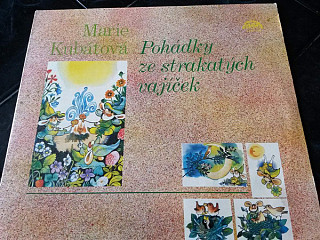 Marie
Kubátová
Pohádky
ze strakatých
vajíček